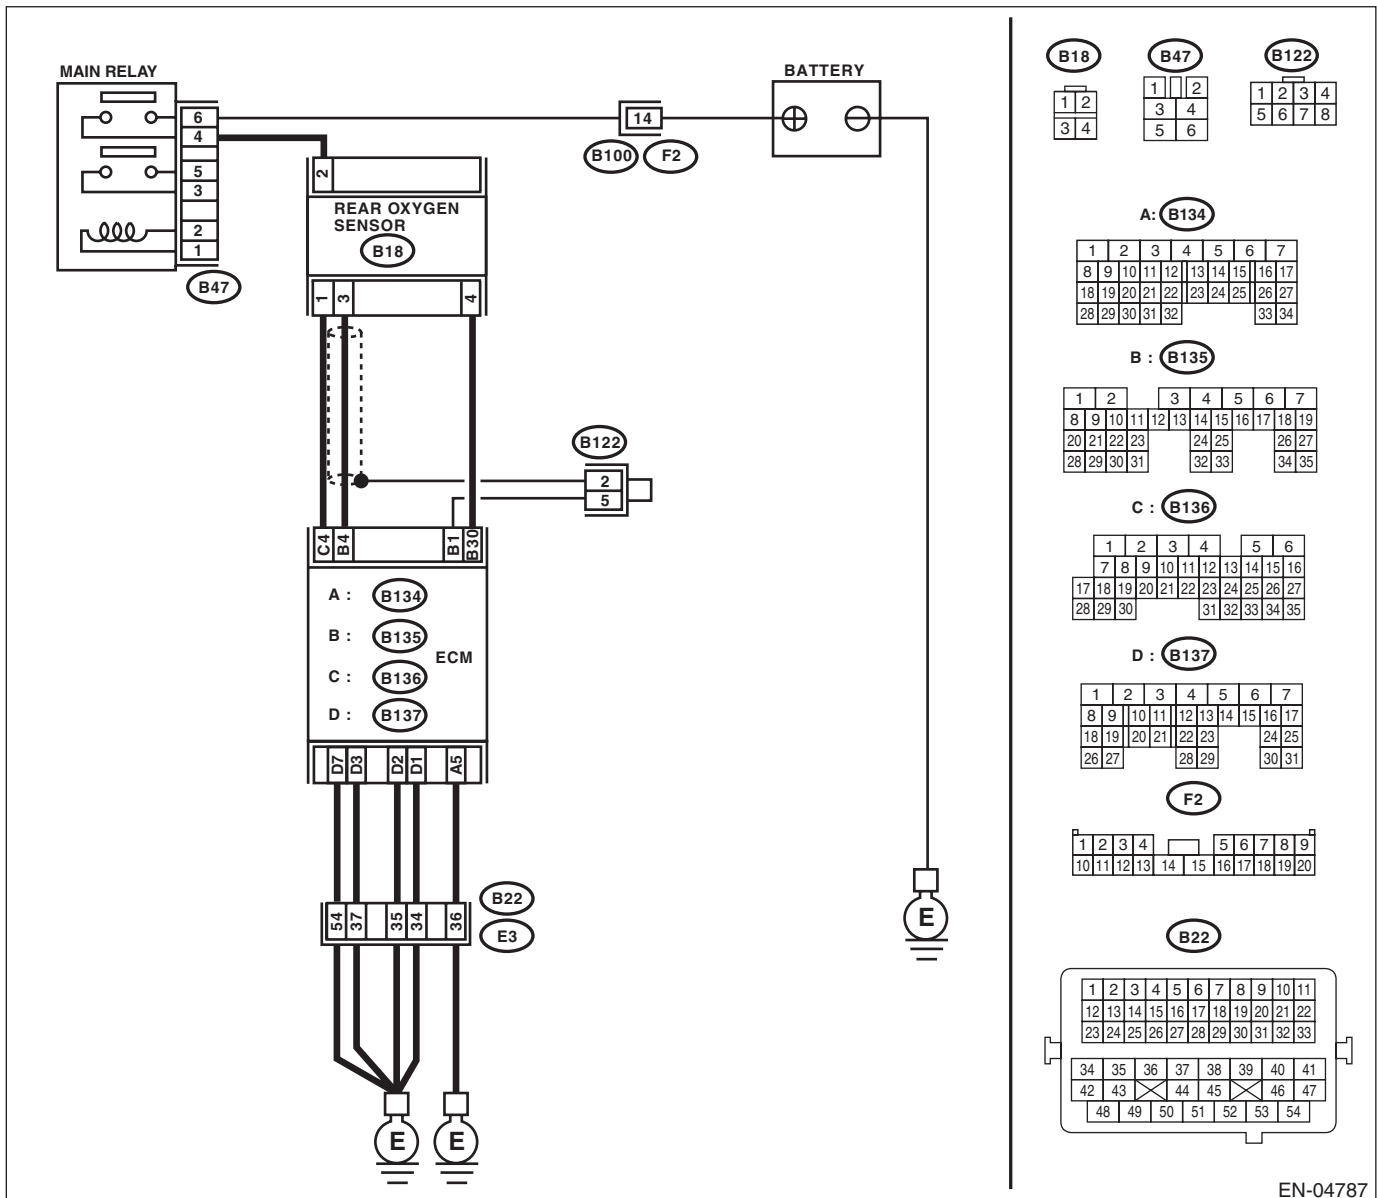 MAIN RELAY
6
4
5
3
2
1
B47
BATTERY
14
B100 F2
2
REAR OXYGEN
SENSOR
B18
1 3 4
B122
2
5
C4 B4 B1 B30
A : B134
B : B135
ECM
C : B136
D : B137
D7 D3 D2 D1 A5
54 37 35 34 36
B22
E3
E E
E
B18
1 2
3 4
B47
1 2
3 4
5 6
B122
1 2 3 4
5 6 7 8
A: B134
1 2 3 4 5 6 7
8 9 10 11 12 13 14 15 16 17
18 19 20 21 22 23 24 25 26 27
28 29 30 31 32 33 34
B : B135
1 2 3 4 5 6 7
8 9 10 11 12 13 14 15 16 17 18 19
20 21 22 23 24 25 26 27
28 29 30 31 32 33 34 35
C : B136
1 2 3 4 5 6
7 8 9 10 11 12 13 14 15 16
17 18 19 20 21 22 23 24 25 26 27
28 29 30 31 32 33 34 35
D : B137
1 2 3 4 5 6 7
8 9 10 11 12 13 14 15 16 17
18 19 20 21 22 23 24 25
26 27 28 29 30 31
F2
1 2 3 4 5 6 7 8 9
10 11 12 13 14 15 16 17 18 19 20
B22
1 2 3 4 5 6 7 8 9 10 11
12 13 14 15 16 17 18 19 20 21 22
23 24 25 26 27 28 29 30 31 32 33
34 35 36 37 38 39 40 41
42 43 44 45 46 47
48 49 50 51 52 53 54
EN-04787